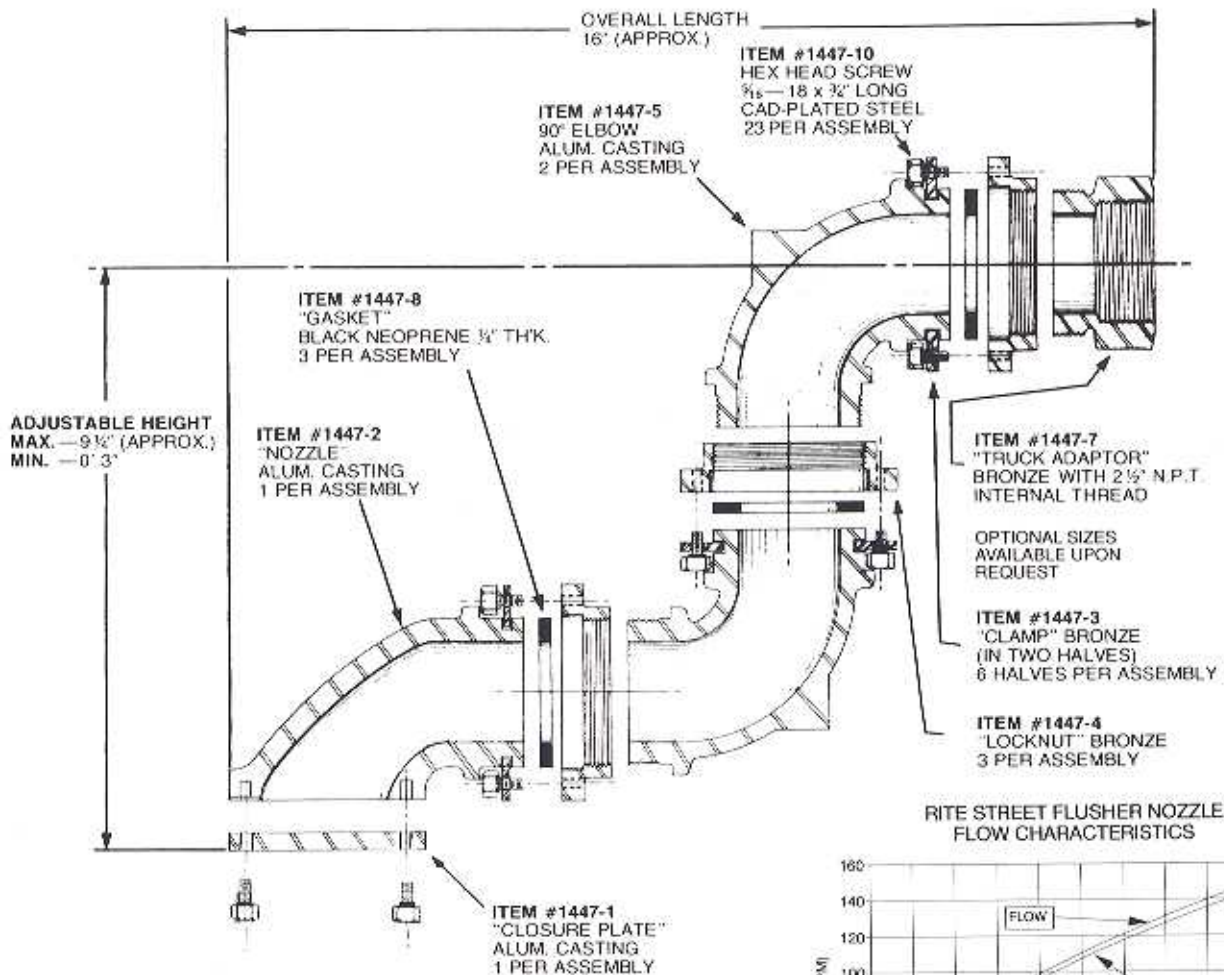 OVERALL LENGTH
16" (APPROX.)
ITEM #1447-10
HEX HEAD SCREW
5/16—18 x 3/4" LONG
CAD-PLATED STEEL
23 PER ASSEMBLY
ITEM #1447-5
90° ELBOW
ALUM. CASTING
2 PER ASSEMBLY
ITEM #1447-8
"GASKET"
BLACK NEOPRENE 1/4" TH'K.
3 PER ASSEMBLY
ADJUSTABLE HEIGHT
MAX. —9 1/4" (APPROX.)
MIN. —0' 3"
ITEM #1447-2
"NOZZLE"
ALUM. CASTING
1 PER ASSEMBLY
ITEM #1447-7
"TRUCK ADAPTOR"
BRONZE WITH 2 1/2" N.P.T.
INTERNAL THREAD
OPTIONAL SIZES
AVAILABLE UPON
REQUEST
ITEM #1447-3
"CLAMP" BRONZE
(IN TWO HALVES)
6 HALVES PER ASSEMBLY
ITEM #1447-4
"LOCKNUT" BRONZE
3 PER ASSEMBLY
ITEM #1447-1
"CLOSURE PLATE"
ALUM. CASTING
1 PER ASSEMBLY
RITE STREET FLUSHER NOZZLE
FLOW CHARACTERISTICS
160
140
120
100
FLOW